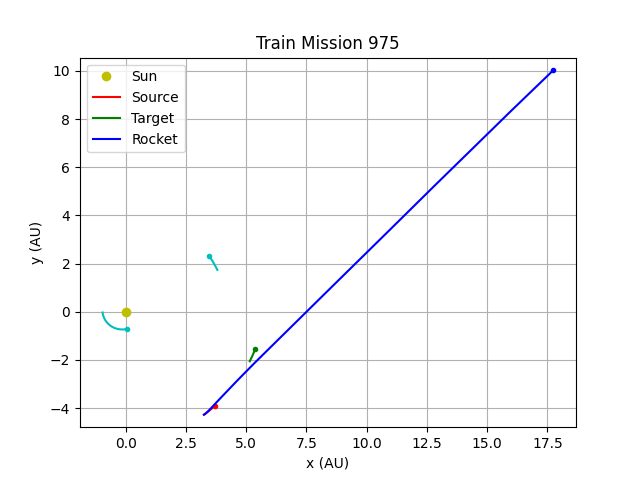 Train Mission 975
Sun
Source
Target
Rocket
10
8
6
4
2
0
−2
−4
y (AU)
0.0 2.5 5.0 7.5 10.0 12.5 15.0 17.5
x (AU)